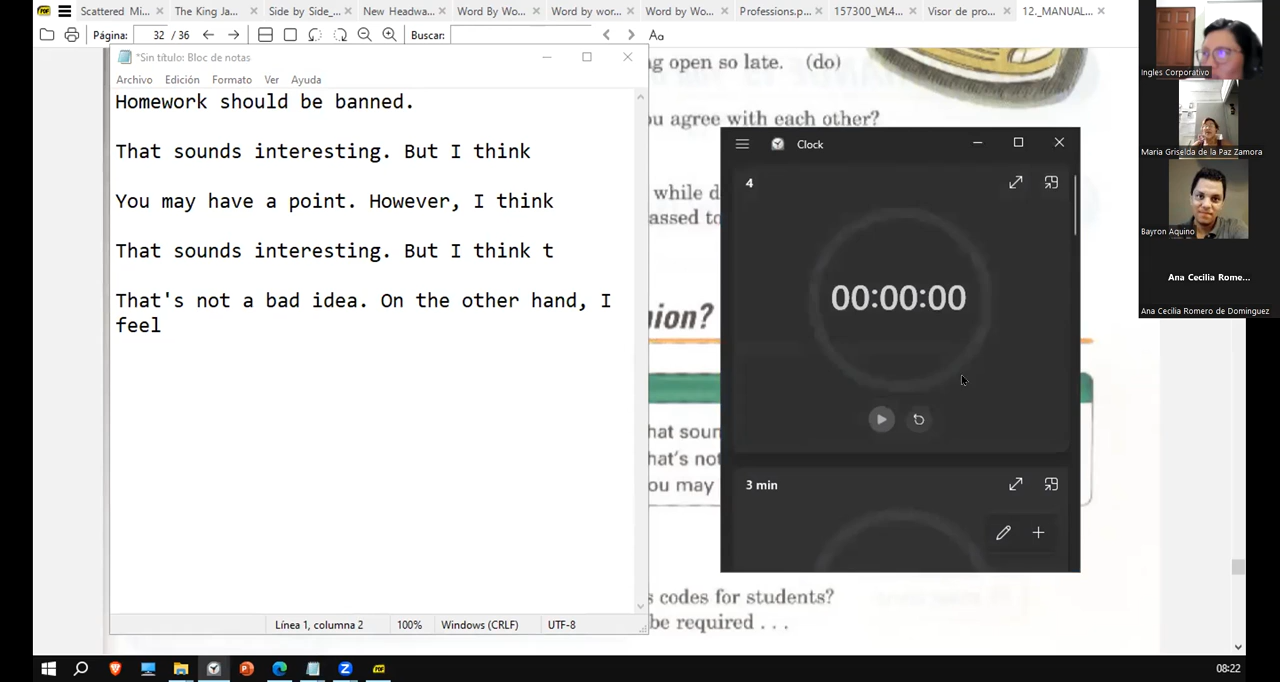 Scattered Mi...
The King Ja...
Side by Side_...
New Headwa...
Word By Wo...
Word by wor...
Word by Wo...
Professions.p...
157300_WL4...
Visor de pro...
12._MANUAL...
Página: 32 / 36
Buscar:
Aa
*Sin título: Bloc de notas
Archivo Edición Formato Ver Ayuda
Homework should be banned.
That sounds interesting. But I think
You may have a point. However, I think
That sounds interesting. But I think t
That's not a bad idea. On the other hand, I
feel
Línea 1, columna 2 100% Windows (CRLF) UTF-8
g open so late. (do)
u agree with each other?
while d
assed to
nion?
hat soun
hat's not
ou may
s codes for students?
be required . . .
Clock
4
00:00:00
3 min
Ingles Corporativo
Maria Griselda de la Paz Zamora
Bayron Aquino
Ana Cecilia Rome...
Ana Cecilia Romero de Dominguez
08:22